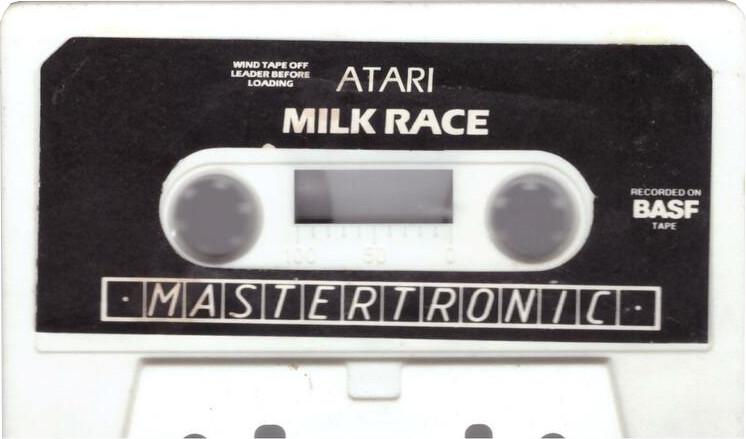 WIND TAPE OFF
LEADER BEFORE
LOADING
ATARI
MILK RACE
RECORDED ON
BASF
TAPE
100 50 0
· MASTERTRONIC ·